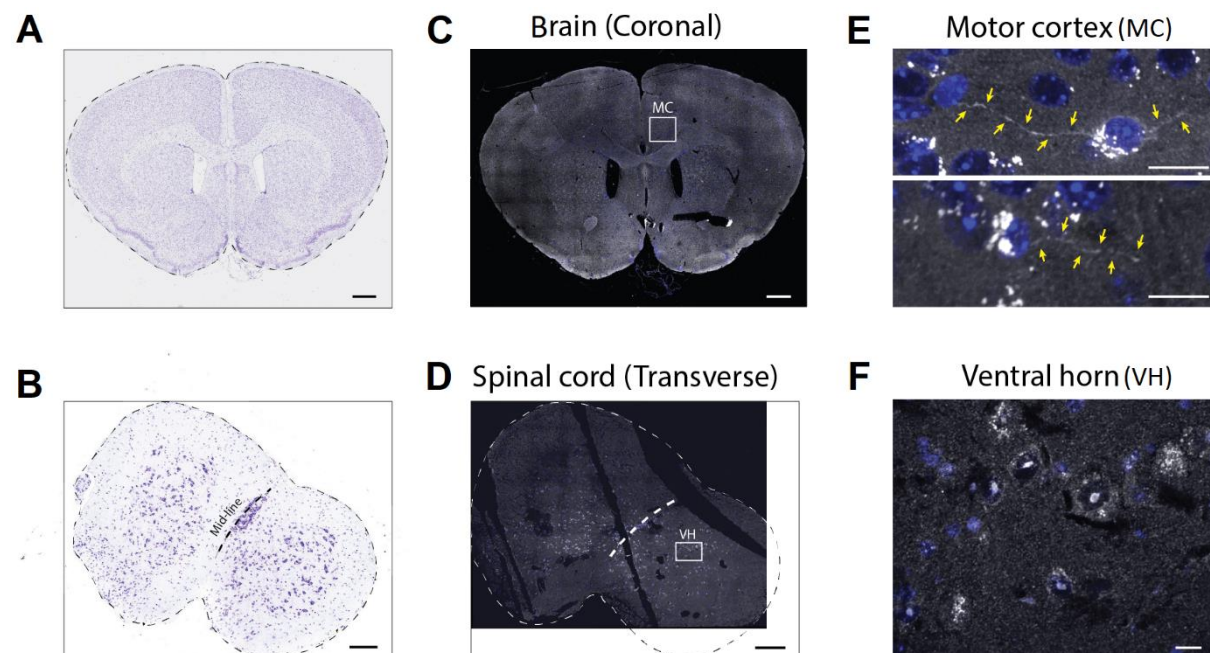 A
C
Brain (Coronal)
MC
E
Motor cortex (MC)
B
Mid-line
D
Spinal cord (Transverse)
VH
F
Ventral horn (VH)